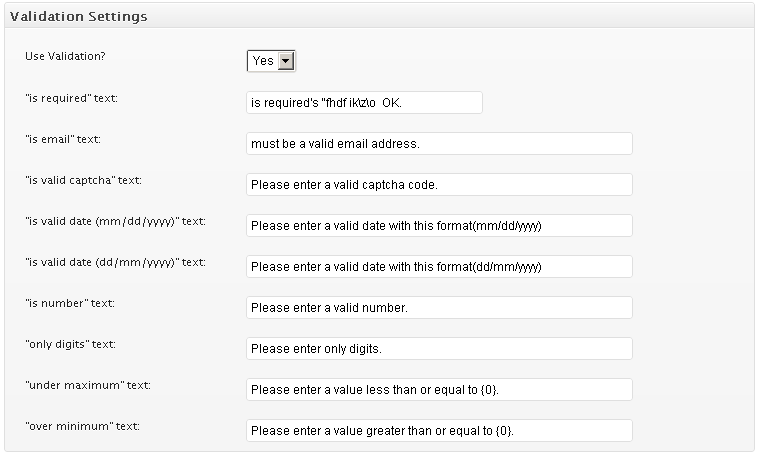 Validation Settings
Use Validation? Yes
"is required" text: is required's "fhdf ik\z\o  OK.
"is email" text: must be a valid email address.
"is valid captcha" text: Please enter a valid captcha code.
"is valid date (mm/dd/yyyy)" text: Please enter a valid date with this format(mm/dd/yyyy)
"is valid date (dd/mm/yyyy)" text: Please enter a valid date with this format(dd/mm/yyyy)
"is number" text: Please enter a valid number.
"only digits" text: Please enter only digits.
"under maximum" text: Please enter a value less than or equal to {0}.
"over minimum" text: Please enter a value greater than or equal to {0}.